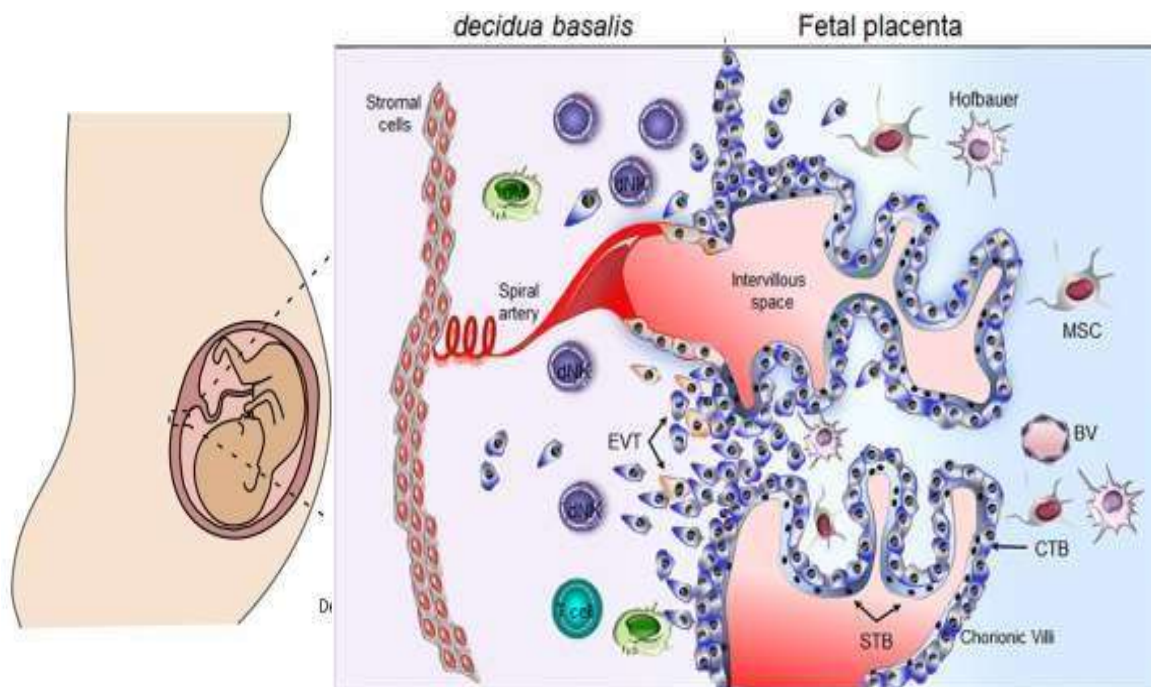 decidua basalis
Fetal placenta
Stromal
cells
Hofbauer
dNK
Spiral
artery
Intervillous
space
MSC
dNK
EVT
BV
dNK
CTB
STB
Chorionic Villi